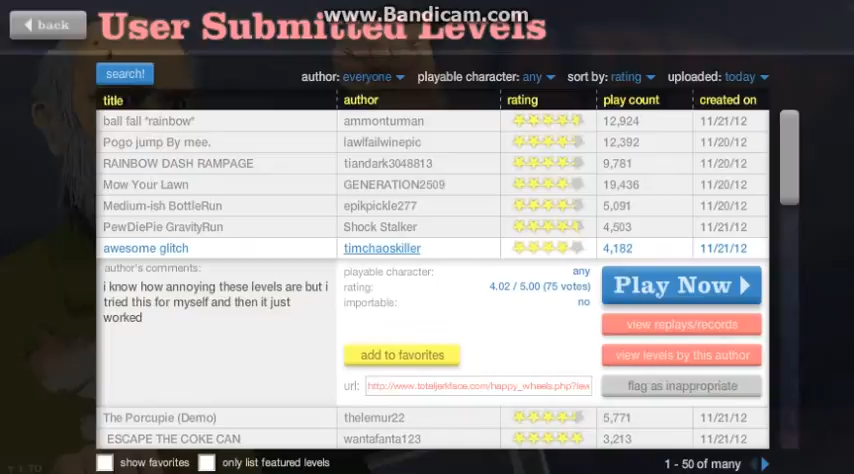 www.Bandicam.com
back
User Submitted Levels
search!
author: everyone playable character: any sort by: rating uploaded: today
title author rating play count created on
ball fall "rainbow" ammonturman 12,924 11/21/12
Pogo jump By mee. lawlfailwinepic 12,392 11/20/12
RAINBOW DASH RAMPAGE tiandark3048813 9,781 11/20/12
Mow Your Lawn GENERATION2509 19,436 11/20/12
Medium-ish BottleRun epikpickle277 5,091 11/20/12
PewDiePie GravityRun Shock Stalker 4,503 11/21/12
awesome glitch timchaoskiller 4,182 11/21/12
author's comments:
i know how annoying these levels are but i
tried this for myself and then it just
worked
playable character: any
rating: 4.02 / 5.00 (75 votes)
importable: no
add to favorites
url: http://www.totaljerkface.com/happy_wheels.php?lev
Play Now
view replays/records
view levels by this author
flag as inappropriate
The Porcupie (Demo) thelemur22 5,771 11/21/12
ESCAPE THE COKE CAN wantafanta123 3,213 11/21/12
show favorites only list featured levels 1 - 50 of many